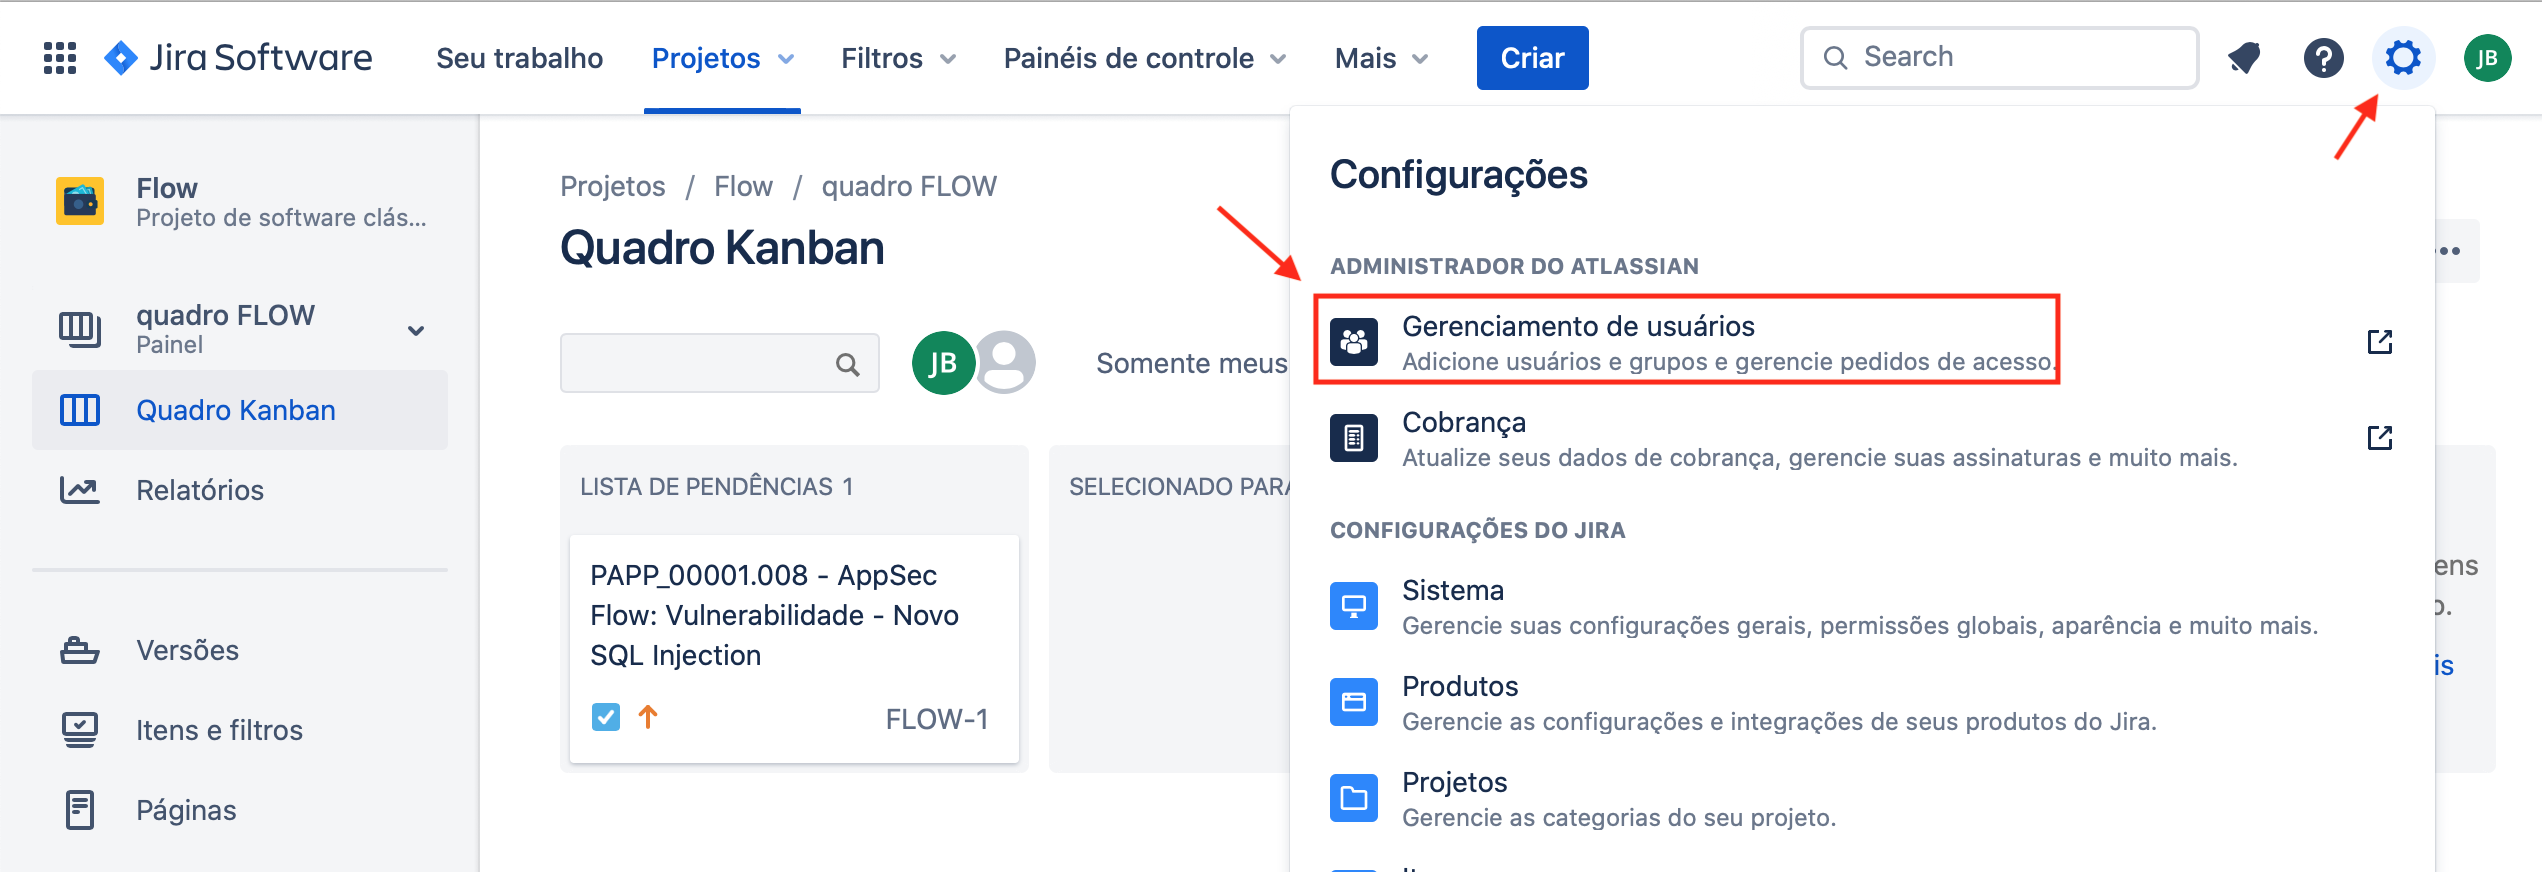 Jira Software
Seu trabalho
Projetos
Filtros
Painéis de controle
Mais
Criar
Search
JB
Flow
Projeto de software clás...
quadro FLOW
Painel
Quadro Kanban
Relatórios
Versões
Itens e filtros
Páginas
Projetos / Flow / quadro FLOW
Quadro Kanban
JB
Somente meus
LISTA DE PENDÊNCIAS 1
PAPP_00001.008 - AppSec
Flow: Vulnerabilidade - Novo
SQL Injection
FLOW-1
SELECIONADO PARA
Configurações
ADMINISTRADOR DO ATLASSIAN
Gerenciamento de usuários
Adicione usuários e grupos e gerencie pedidos de acesso.
Cobrança
Atualize seus dados de cobrança, gerencie suas assinaturas e muito mais.
CONFIGURAÇÕES DO JIRA
Sistema
Gerencie suas configurações gerais, permissões globais, aparência e muito mais.
Produtos
Gerencie as configurações e integrações de seus produtos do Jira.
Projetos
Gerencie as categorias do seu projeto.
ens
o.
is